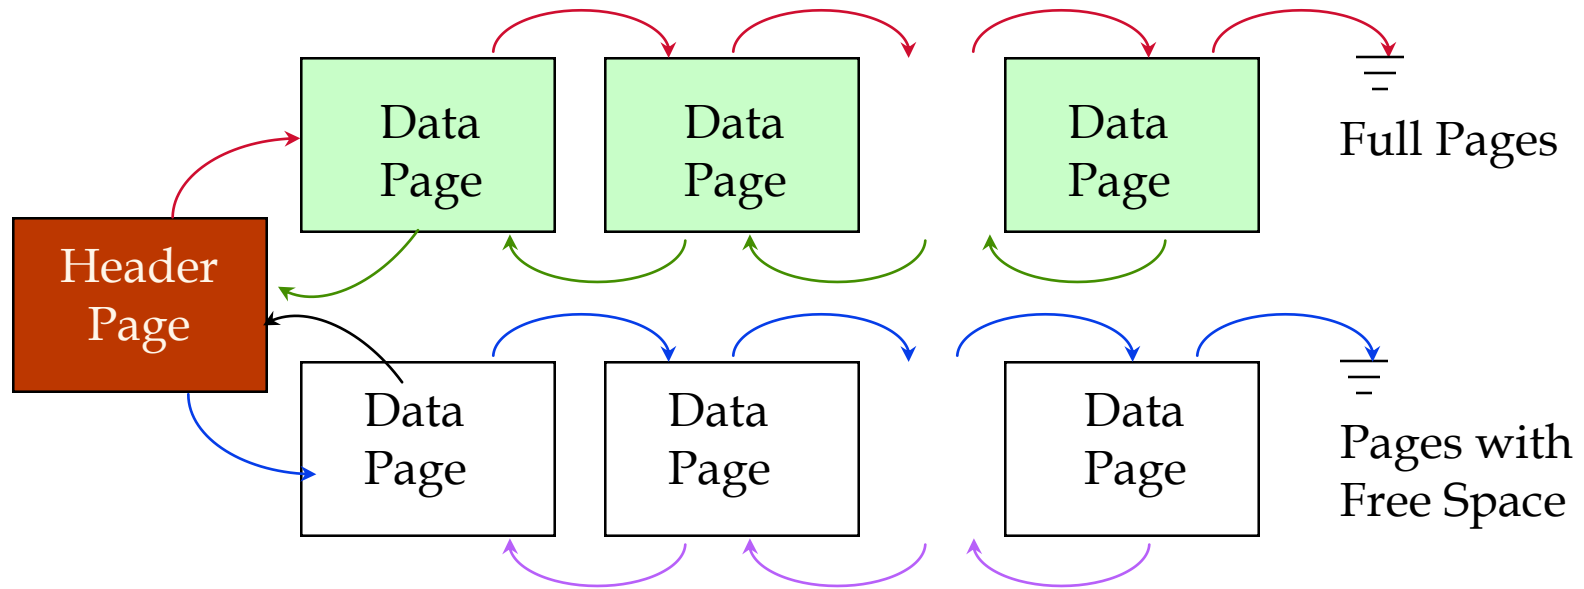 Data
Page
Data
Page
Data
Page
Full Pages
Header
Page
Data
Page
Data
Page
Data
Page
Pages with
Free Space